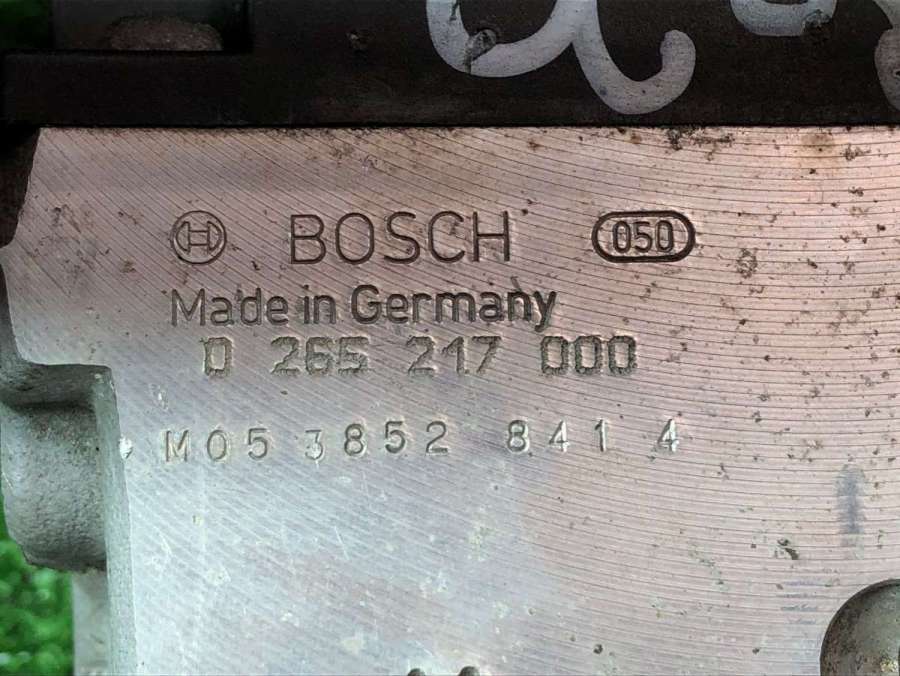 BOSCH 050
Made in Germany
0 265 217 000
M05 3852 841 4